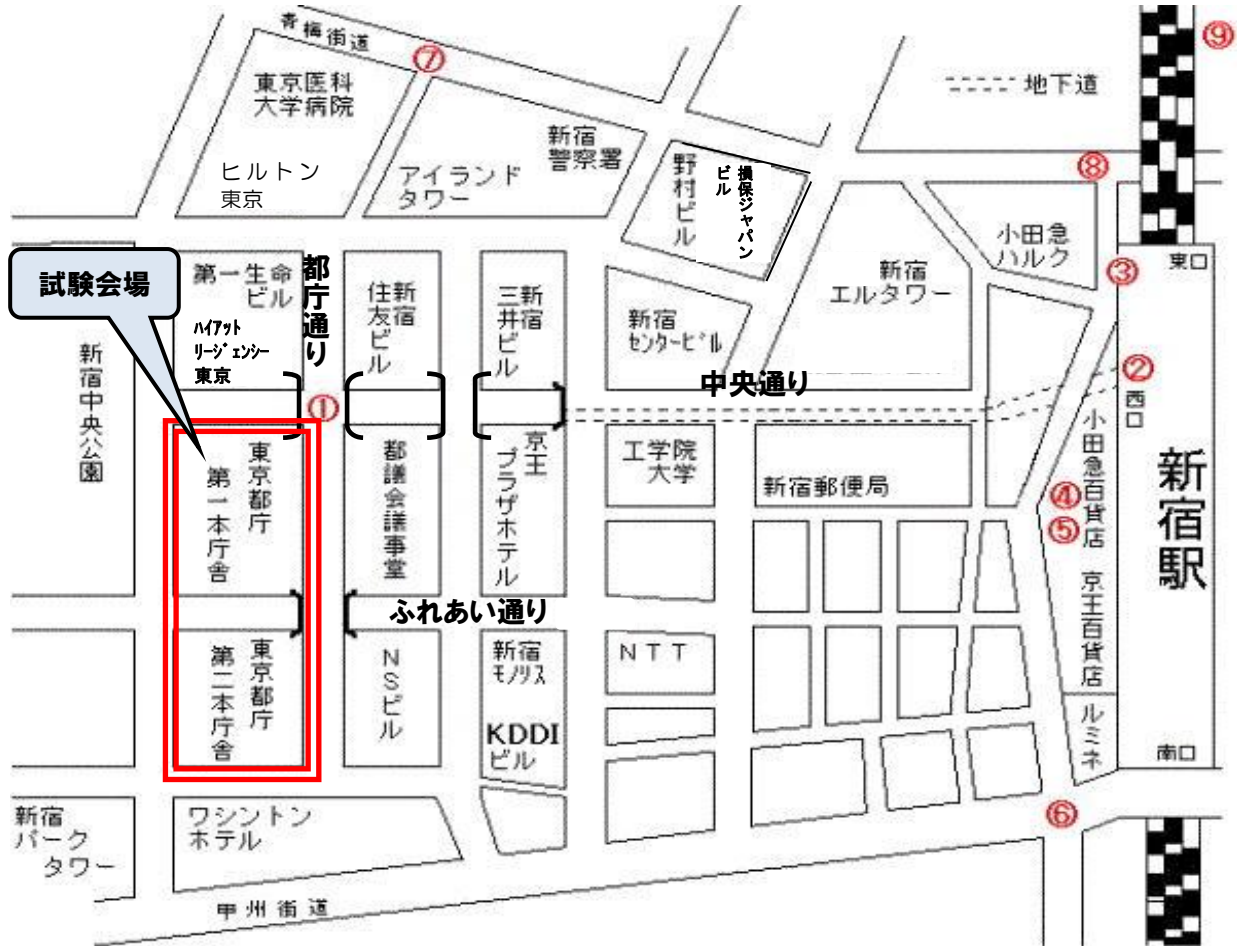 青梅街道
⑦
⑨
東京医科
大学病院
ヒルトン
東京
アイランド
タワー
新宿
警察署
野村ビル
損保ジャパン
ビル
地下道
⑧
小田急
ハルク
③
東口
試験会場
第一生命
ビル
ハイアット
リージェンシー
東京
都庁通り
新宿
住友ビル
新宿
三井ビル
新宿
センタービル
新宿
エルタワー
中央通り
②
西口
新宿中央公園
①
東京都庁
第一本庁舎
都議会議事堂
京王
プラザホテル
工学院
大学
新宿郵便局
小田急百貨店
④
⑤
新宿駅
京王百貨店
ふれあい通り
東京都庁
第二本庁舎
NSビル
新宿
モノリス
KDDI
ビル
NTT
ルミネ
南口
⑥
新宿
パーク
タワー
ワシントン
ホテル
甲州街道